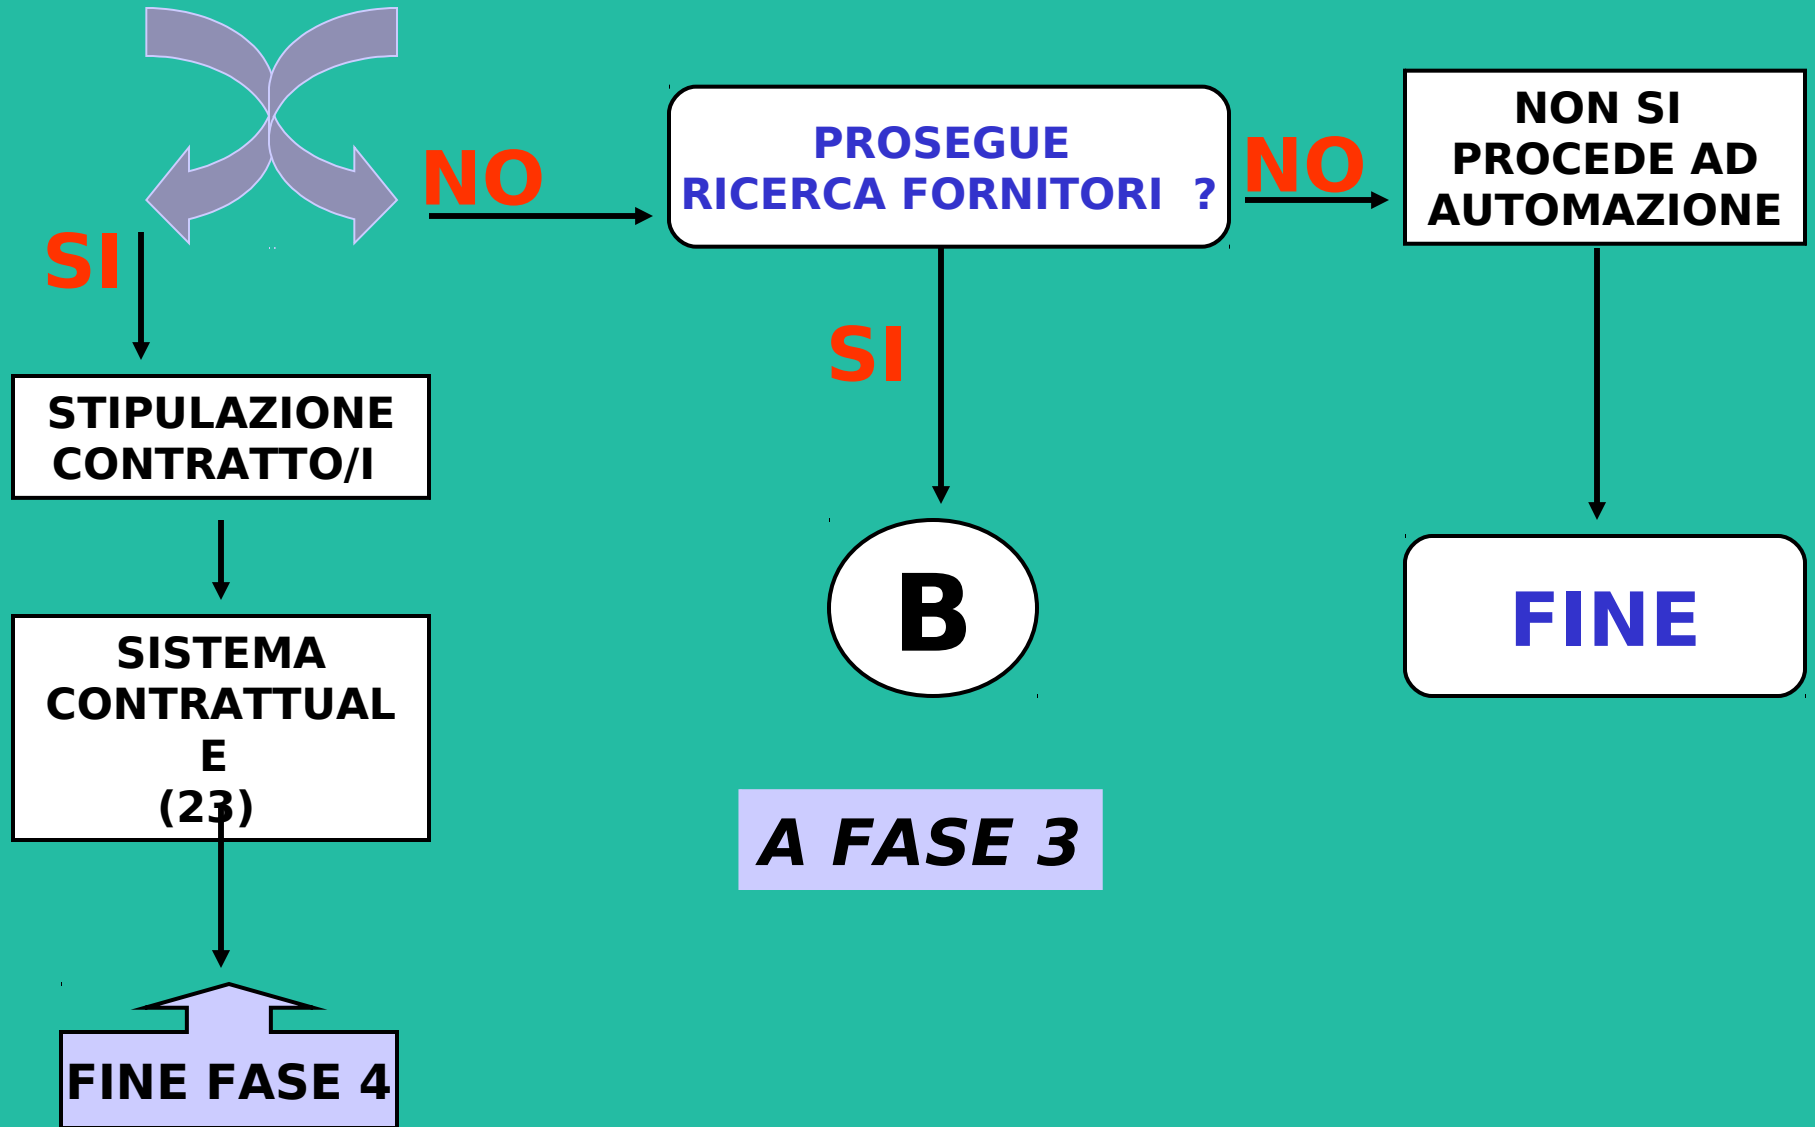 NO
PROSEGUE
RICERCA FORNITORI ?
NO
NON SI
PROCEDE AD
AUTOMAZIONE
SI
SI
STIPULAZIONE
CONTRATTO/I
B
FINE
SISTEMA
CONTRATTUAL
E
(23)
A FASE 3
FINE FASE 4